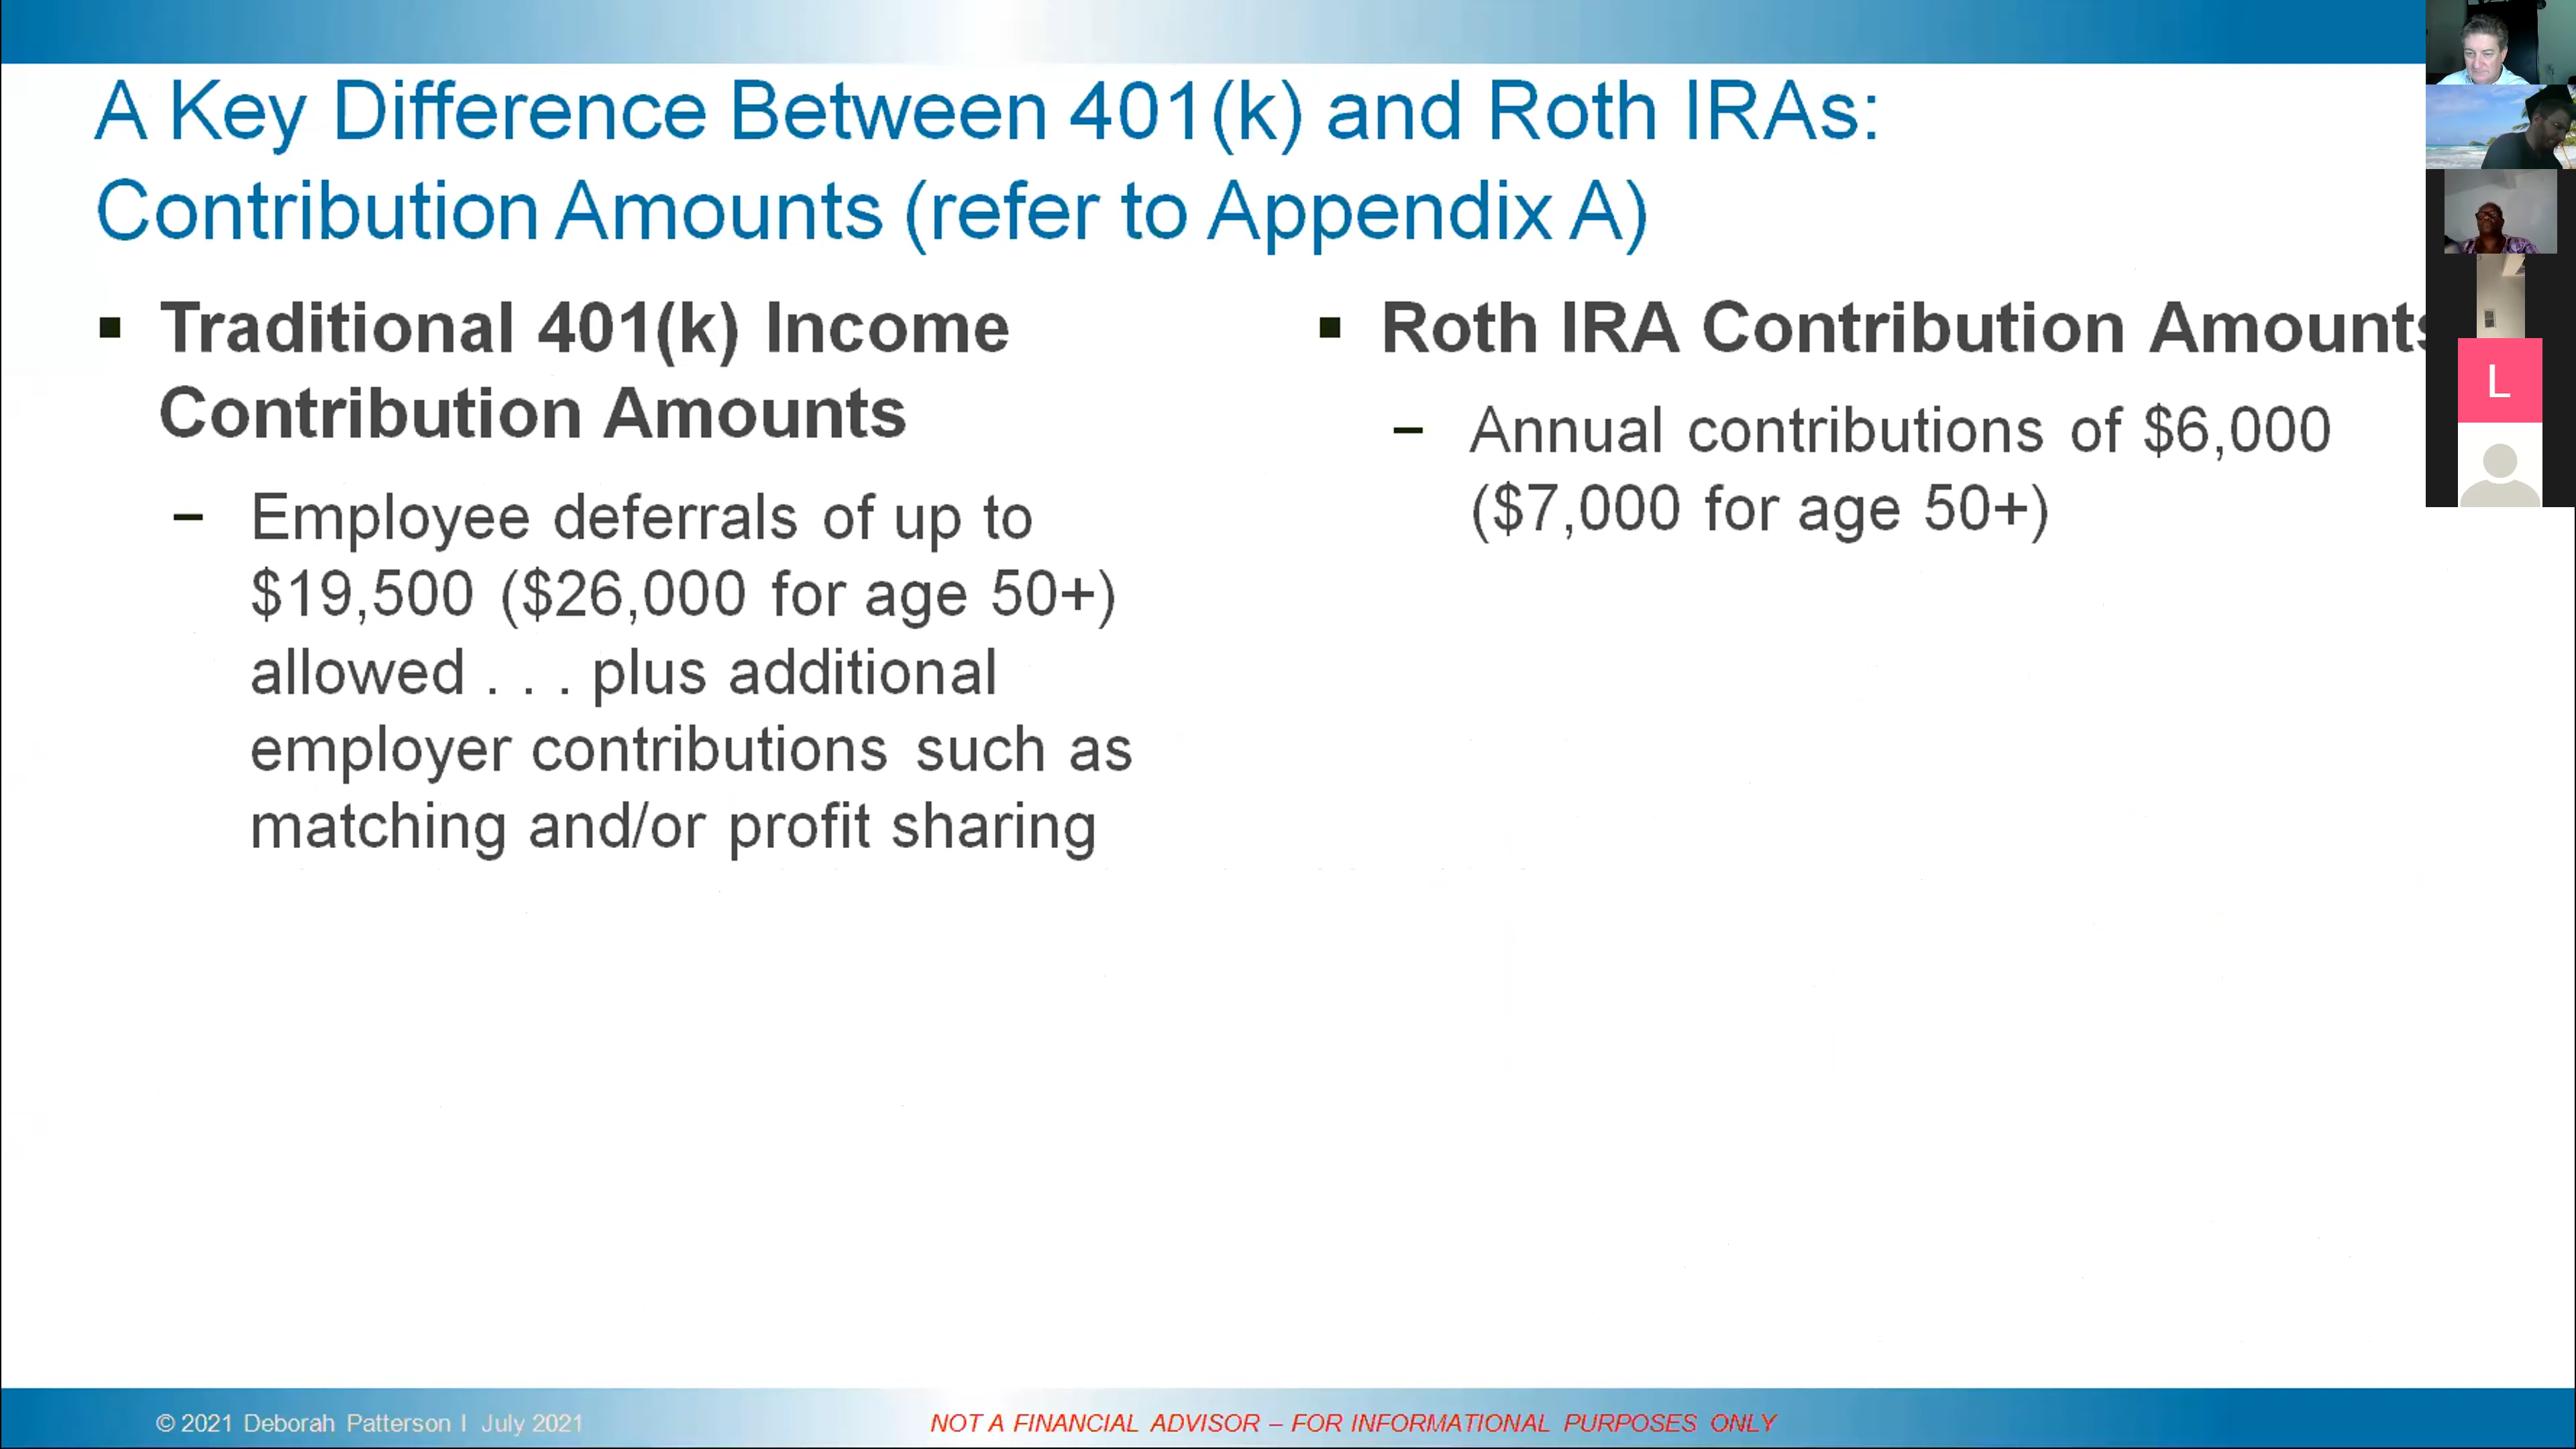 A Key Difference Between 401(k) and Roth IRAs:
Contribution Amounts (refer to Appendix A)
▪ Traditional 401(k) Income
Contribution Amounts
– Employee deferrals of up to
$19,500 ($26,000 for age 50+)
allowed . . . plus additional
employer contributions such as
matching and/or profit sharing
▪ Roth IRA Contribution Amounts
– Annual contributions of $6,000
($7,000 for age 50+)
L
© 2021 Deborah Patterson I July 2021
NOT A FINANCIAL ADVISOR – FOR INFORMATIONAL PURPOSES ONLY